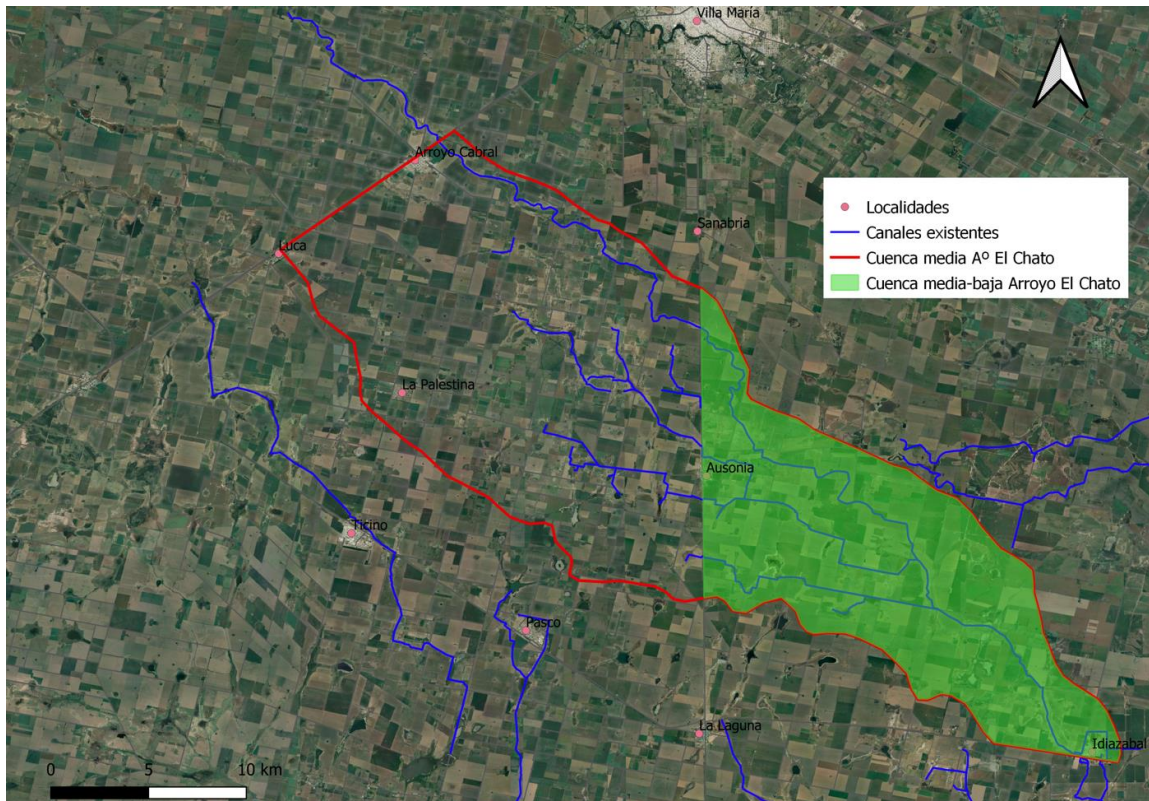 Villa María
Arroyo Cabral
Luca
Sanabria
Localidades
Canales existentes
Cuenca media Aº El Chato
Cuenca media-baja Arroyo El Chato
La Palestina
Ausonia
Ticino
Pasco
La Laguna
Idiazabal
0 5 10 km